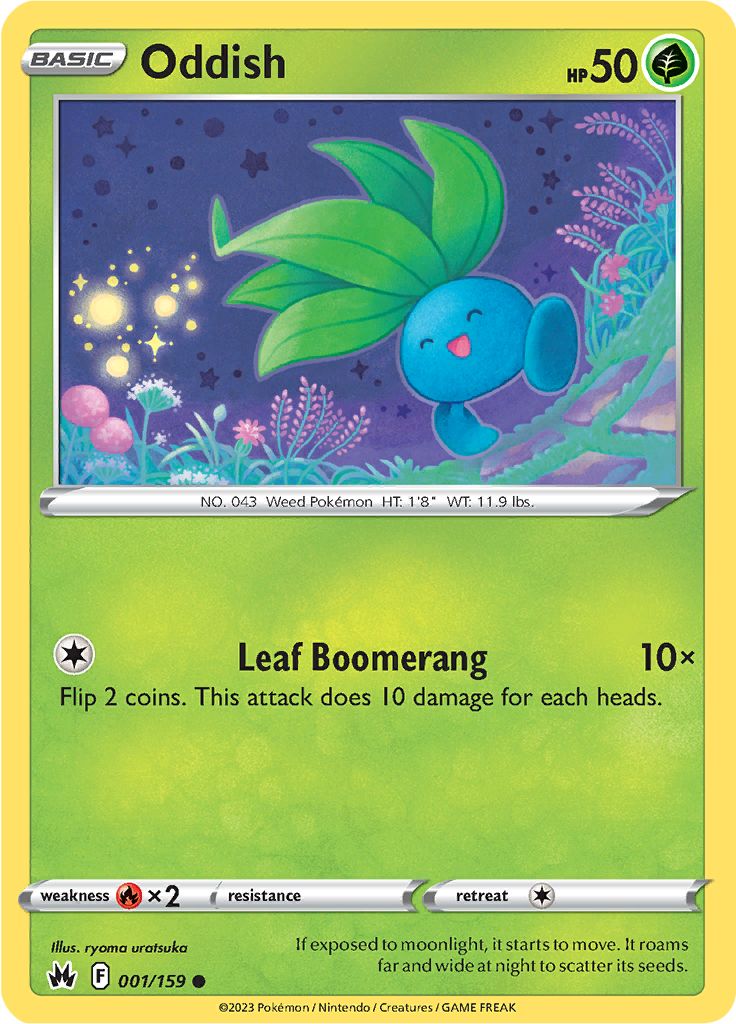 BASIC Oddish HP50
NO. 043 Weed Pokémon HT: 1'8" WT: 11.9 lbs.
Leaf Boomerang 10×
Flip 2 coins. This attack does 10 damage for each heads.
weakness ×2 resistance retreat
Illus. ryoma uratsuka
If exposed to moonlight, it starts to move. It roams
far and wide at night to scatter its seeds.
F 001/159
©2023 Pokémon / Nintendo / Creatures / GAME FREAK